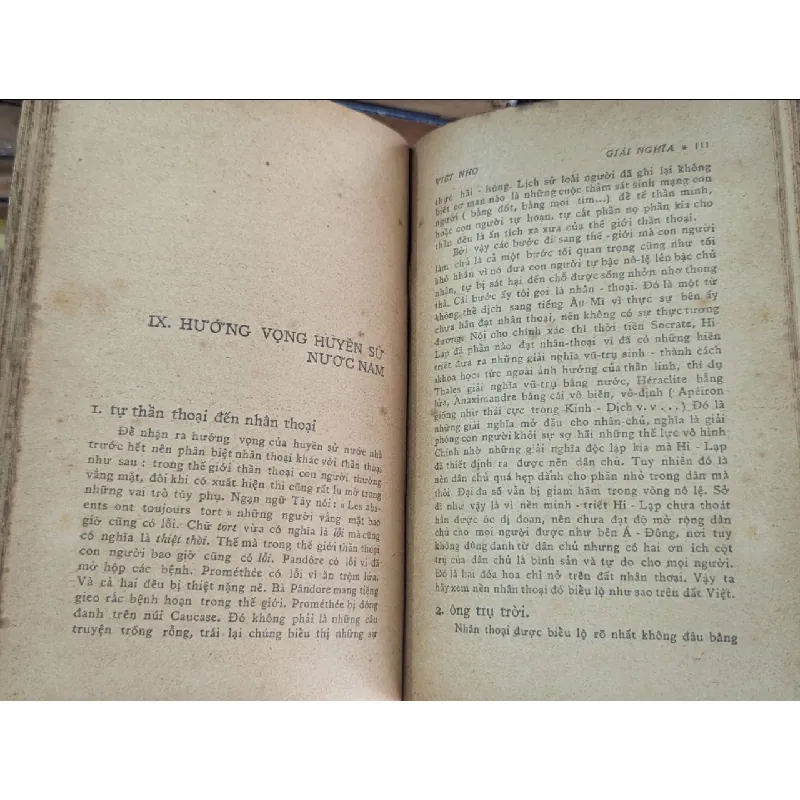 IX. HƯỚNG VỌNG HUYỀN SỬ
NƯỚC NAM
1. tự thần thoại đến nhân thoại
Để nhận ra hướng vọng của huyền sử nước nhà
trước hết nên phân biệt nhân thoại khác với thần thoại
như sau : trong thế giới thần thoại con người thường
vắng mặt, đôi khi có xuất hiện thì cũng rất lu mờ trong
những vai trò tùy phụ. Ngạn ngữ Tây nói : « Les abs-
ents ont toujours tort » những người vắng mặt bao
giờ cũng có lỗi. Chữ tort vừa có nghĩa là lỗi mà cũng
có nghĩa là thiệt thòi. Thế mà trong thế giới thần thoại
con người bao giờ cũng có lỗi. Pandore có lỗi vì đã
mở hộp các bệnh. Prométhée có lỗi vì ăn trộm lửa.
Và cả hai đều bị thiệt nặng nề. Bà Pandore mang tiếng
gieo rắc bệnh hoạn trong thế giới. Prométhée bị đóng
đanh trên núi Caucase. Đó không phải là những câu
truyện trống rỗng, trái lại chúng biểu thị những sự
VIỆT NHO GIẢI NGHĨA * 111
thực hãi - hùng. Lịch sử loài người đã ghi lại không
biết cơ man nào là những cuộc thảm sát sinh mạng con
người ( bằng đốt, bằng moi tim...) để tế thần minh,
hoặc con người tự hoạn, tự cắt phần nọ phần kia cho
thần đều là ấn tích xa xưa của thế giới thần thoại.
Bởi vậy các bước đi sang thế - giới mà con người
làm chủ là cả một bước tối quan trọng cũng như tối
khó khăn vì nó đưa con người tự bậc nô-lệ lên bậc chủ
nhân, tự bị sát hại đến chỗ được sống nhởn nhơ thong
thả. Cái bước ấy tôi gọi là nhân - thoại. Đó là một từ
không thể dịch sang tiếng Âu Mĩ vì thực sự bên ấy
chưa hẳn đạt nhân thoại, nên không có sự thực tương
đương. Nói cho chính xác thì thời tiền Socrate, Hi
Lạp đã phần nào đạt nhân-thoại vì đã có những hiền
triết đưa ra những giải nghĩa vũ-trụ sinh - thành cách
«khoa học» tức ngoài ảnh hưởng của thần linh, thí dụ
Thales giải nghĩa vũ-trụ bằng nước, Héraclite bằng
lửa, Anaximandre bằng cái vô biên, vô-định ( Apéiron
giống như thái cực trong Kinh - Dịch v.v . . .) Đó là
những giải nghĩa mở đầu cho nhân-chủ, nghĩa là giải
phóng con người khỏi sự sợ hãi những thế lực vô hình
Chính nhờ những giải nghĩa độc lập kia mà Hi - Lạp
đã thiết định ra được nền dân chủ. Tuy nhiên đó là
nền dân chủ quá hẹp dành cho phần nhỏ trong dân mà
thôi. Đại đa số vẫn bị giam hãm trong vòng nô lệ. Sở
dĩ như vậy là vì nền minh - triết Hi - Lạp chưa thoát
hẳn được óc dị đoan, nên chưa đạt độ mở rộng dân
chủ cho mọi người được như bên Á - Đông, nơi tuy
không dùng danh từ dân chủ nhưng có hai ơn ích cột
trụ của dân chủ là bình sản và tự do cho mọi người.
Đó là hai đóa hoa chỉ nở trên đất nhân thoại. Vậy ta
hãy xem nền nhân thoại đó biểu lộ như sao trên đất Việt.
2. ông trụ trời.
Nhân thoại được biểu lộ rõ nhất không đâu bằng